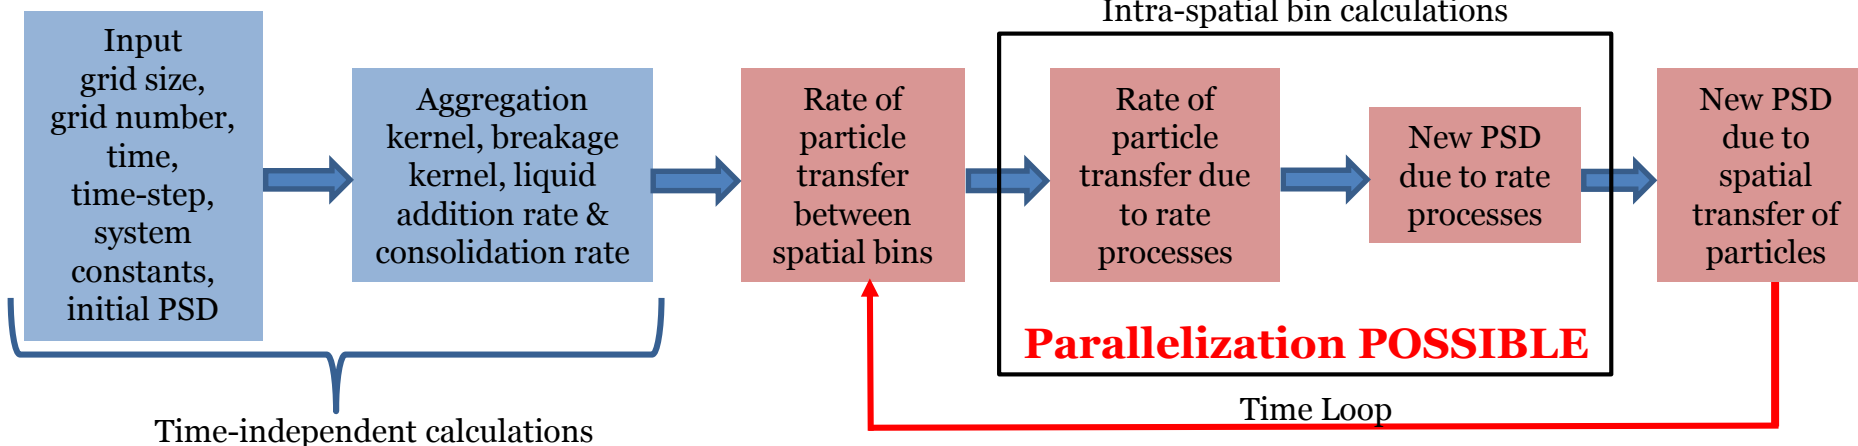 Input
grid size,
grid number,
time,
time-step,
system
constants,
initial PSD
Aggregation
kernel, breakage
kernel, liquid
addition rate &
consolidation rate
Time-independent calculations
Rate of
particle
transfer
between
spatial bins
Intra-spatial bin calculations
Rate of
particle
transfer due
to rate
processes
New PSD
due to rate
processes
Parallelization POSSIBLE
New PSD
due to
spatial
transfer of
particles
Time Loop